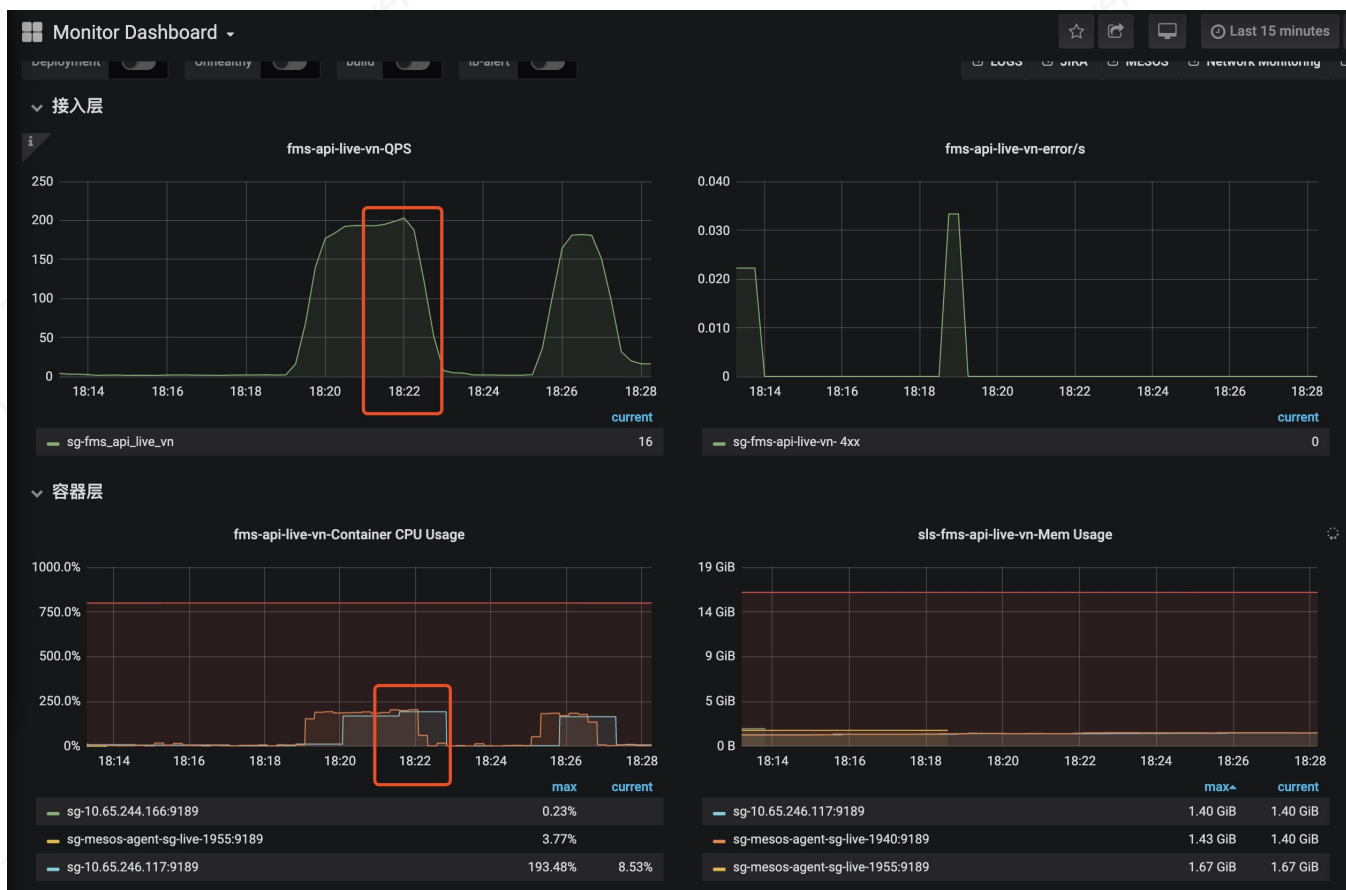 Monitor Dashboard
Last 15 minutes
Deployment Unhealthy Build lb-alert LOGS JIRA MESOS Network Monitoring
接入层
i
fms-api-live-vn-QPS
250
200
150
100
50
0
18:14 18:16 18:18 18:20 18:22 18:24 18:26 18:28
current
sg-fms_api_live_vn 16
fms-api-live-vn-error/s
0.040
0.030
0.020
0.010
0
18:14 18:16 18:18 18:20 18:22 18:24 18:26 18:28
current
sg-fms-api-live-vn- 4xx 0
容器层
fms-api-live-vn-Container CPU Usage
1000.0%
750.0%
500.0%
250.0%
0%
18:14 18:16 18:18 18:20 18:22 18:24 18:26 18:28
max current
sg-10.65.244.166:9189 0.23%
sg-mesos-agent-sg-live-1955:9189 3.77%
sg-10.65.246.117:9189 193.48% 8.53%
sls-fms-api-live-vn-Mem Usage
19 GiB
14 GiB
9 GiB
5 GiB
0 B
18:14 18:16 18:18 18:20 18:22 18:24 18:26 18:28
max current
sg-10.65.246.117:9189 1.40 GiB 1.40 GiB
sg-mesos-agent-sg-live-1940:9189 1.43 GiB 1.40 GiB
sg-mesos-agent-sg-live-1955:9189 1.67 GiB 1.67 GiB